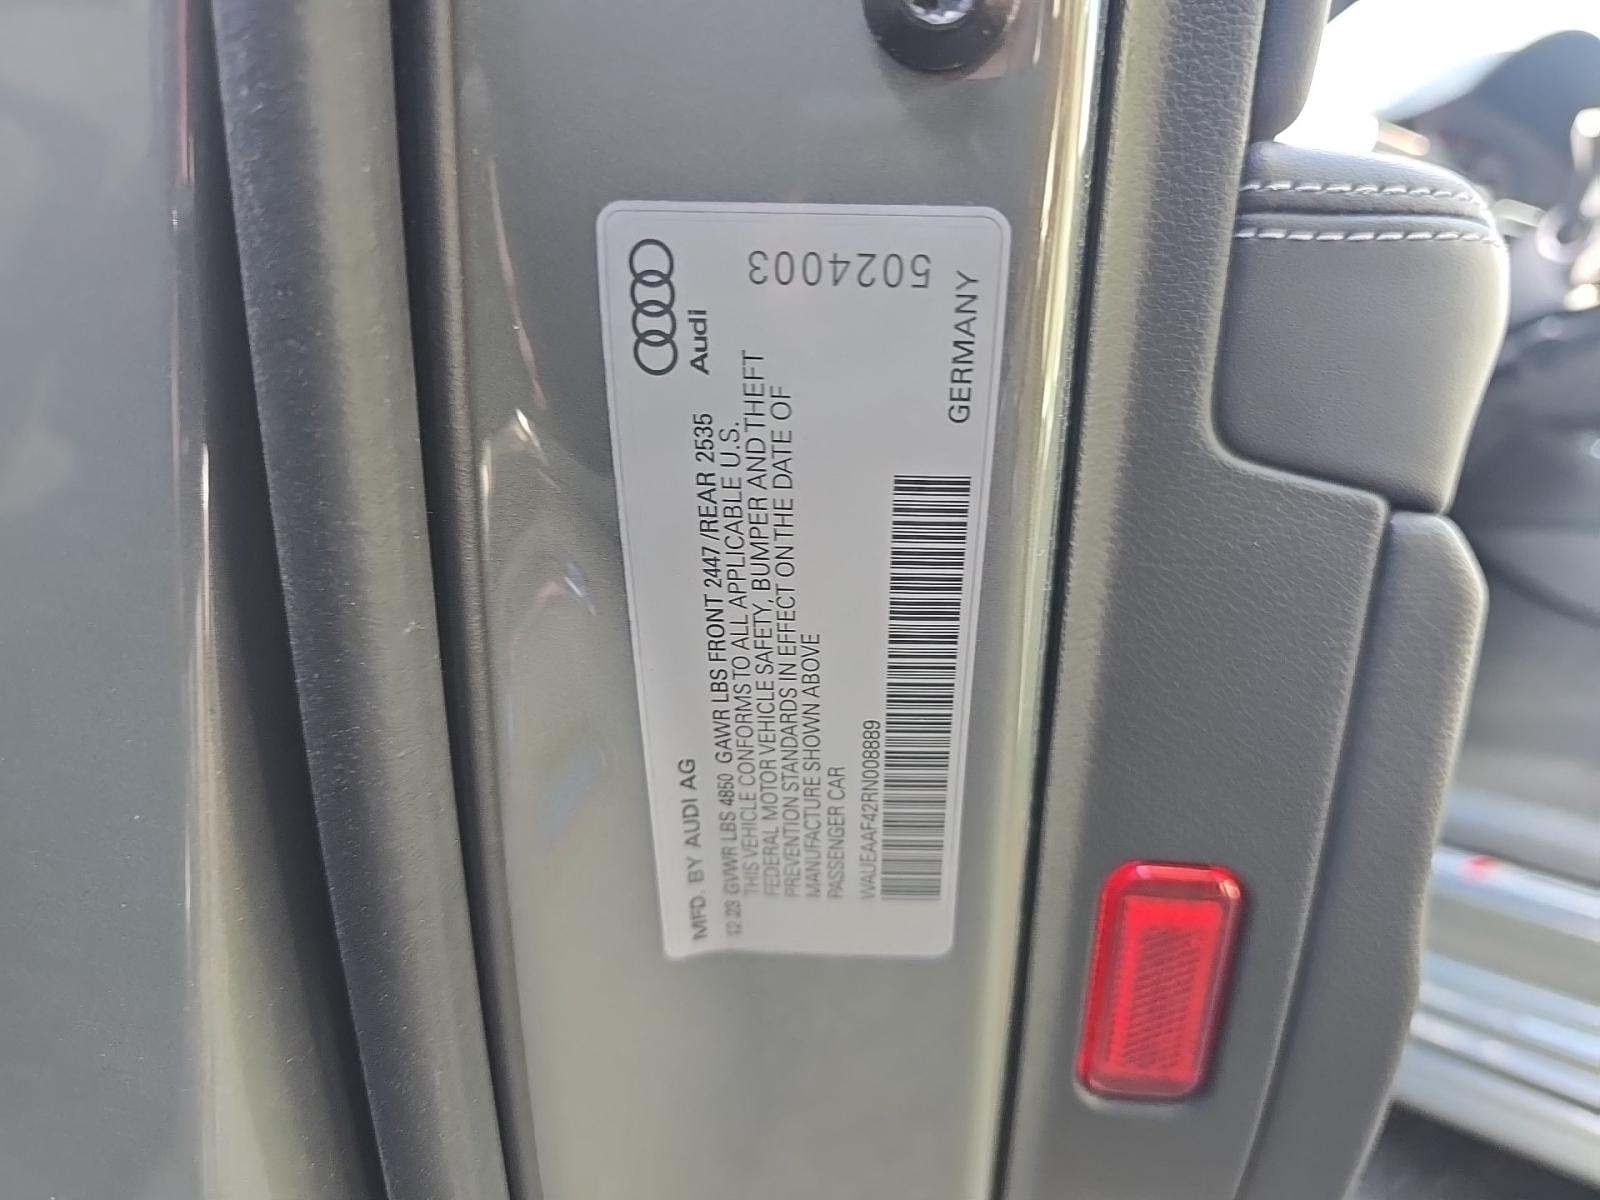 Audi
MFD. BY AUDI AG
12.23 GVWR LBS 4850 GAWR LBS FRONT 2447/REAR 2535
THIS VEHICLE CONFORMS TO ALL APPLICABLE U.S.
FEDERAL MOTOR VEHICLE SAFETY, BUMPER AND THEFT
PREVENTION STANDARDS IN EFFECT ON THE DATE OF
MANUFACTURE SHOWN ABOVE
PASSENGER CAR
WAUEAAF42RN008889
GERMANY
5024003